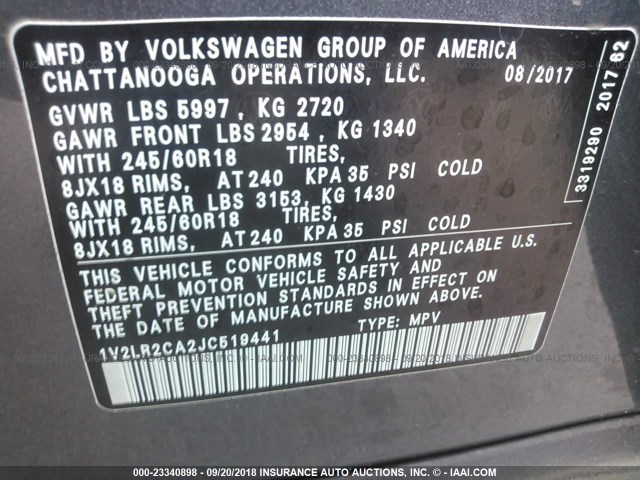 MFD BY VOLKSWAGEN GROUP OF AMERICA
CHATTANOOGA OPERATIONS, LLC. 08/2017
GVWR LBS 5997, KG 2720
GAWR FRONT LBS 2954, KG 1340
WITH 245/60R18 TIRES,
8JX18 RIMS, AT 240 KPA 35 PSI COLD
GAWR REAR LBS 3153, KG 1430
WITH 245/60R18 TIRES,
8JX18 RIMS, AT 240 KPA 35 PSI COLD
THIS VEHICLE CONFORMS TO ALL APPLICABLE U.S.
FEDERAL MOTOR VEHICLE SAFETY AND
THEFT PREVENTION STANDARDS IN EFFECT ON
DATE OF MANUFACTURE SHOWN ABOVE.
1V2LR2CA2JC519441 TYPE: MPV
3319290 2017 62
000-23340898 - 09/20/2018 INSURANCE AUTO AUCTIONS, INC. - IAAI.COM